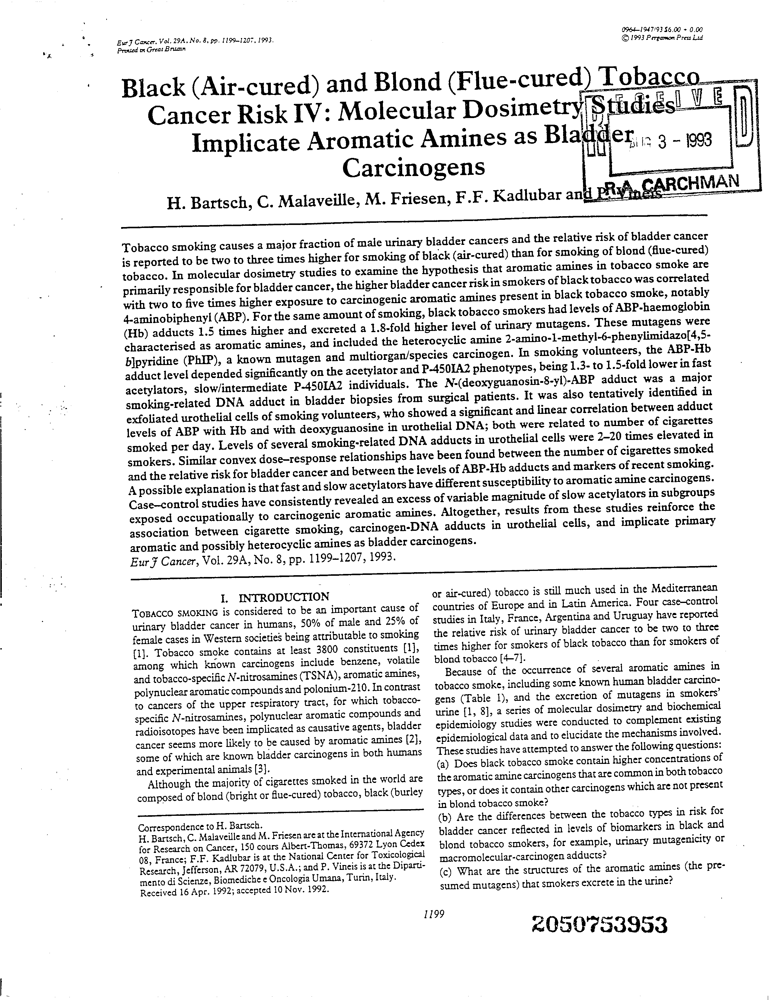 0964-1947/93 $6.00 + 0.00
© 1993 Pergamon Press Ltd
Eur J Cancer, Vol. 29A, No. 8, pp. 1199–1207, 1993.
Printed in Great Britain
Black (Air-cured) and Blond (Flue-cured) Tobacco
Cancer Risk IV: Molecular Dosimetry Studies
Implicate Aromatic Amines as Bladder
Carcinogens
3 - 1993
R.A. CARCHMAN
H. Bartsch, C. Malaveille, M. Friesen, F.F. Kadlubar and P. Vineis
Tobacco smoking causes a major fraction of male urinary bladder cancers and the relative risk of bladder cancer
is reported to be two to three times higher for smoking of black (air-cured) than for smoking of blond (flue-cured)
tobacco. In molecular dosimetry studies to examine the hypothesis that aromatic amines in tobacco smoke are
primarily responsible for bladder cancer, the higher bladder cancer risk in smokers of black tobacco was correlated
with two to five times higher exposure to carcinogenic aromatic amines present in black tobacco smoke, notably
4-aminobiphenyl (ABP). For the same amount of smoking, black tobacco smokers had levels of ABP-haemoglobin
(Hb) adducts 1.5 times higher and excreted a 1.8-fold higher level of urinary mutagens. These mutagens were
characterised as aromatic amines, and included the heterocyclic amine 2-amino-1-methyl-6-phenylimidazo[4,5-
b]pyridine (PhIP), a known mutagen and multiorgan/species carcinogen. In smoking volunteers, the ABP-Hb
adduct level depended significantly on the acetylator and P-450IA2 phenotypes, being 1.3- to 1.5-fold lower in fast
acetylators, slow/intermediate P-450IA2 individuals. The N-(deoxyguanosin-8-yl)-ABP adduct was a major
smoking-related DNA adduct in bladder biopsies from surgical patients. It was also tentatively identified in
exfoliated urothelial cells of smoking volunteers, who showed a significant and linear correlation between adduct
levels of ABP with Hb and with deoxyguanosine in urothelial DNA; both were related to number of cigarettes
smoked per day. Levels of several smoking-related DNA adducts in urothelial cells were 2–20 times elevated in
smokers. Similar convex dose–response relationships have been found between the number of cigarettes smoked
and the relative risk for bladder cancer and between the levels of ABP-Hb adducts and markers of recent smoking.
A possible explanation is that fast and slow acetylators have different susceptibility to aromatic amine carcinogens.
Case–control studies have consistently revealed an excess of variable magnitude of slow acetylators in subgroups
exposed occupationally to carcinogenic aromatic amines. Altogether, results from these studies reinforce the
association between cigarette smoking, carcinogen-DNA adducts in urothelial cells, and implicate primary
aromatic and possibly heterocyclic amines as bladder carcinogens.
Eur J Cancer, Vol. 29A, No. 8, pp. 1199–1207, 1993.
I. INTRODUCTION
TOBACCO SMOKING is considered to be an important cause of
urinary bladder cancer in humans, 50% of male and 25% of
female cases in Western societies being attributable to smoking
[1]. Tobacco smoke contains at least 3800 constituents [1],
among which known carcinogens include benzene, volatile
and tobacco-specific N-nitrosamines (TSNA), aromatic amines,
polynuclear aromatic compounds and polonium-210. In contrast
to cancers of the upper respiratory tract, for which tobacco-
specific N-nitrosamines, polynuclear aromatic compounds and
radioisotopes have been implicated as causative agents, bladder
cancer seems more likely to be caused by aromatic amines [2],
some of which are known bladder carcinogens in both humans
and experimental animals [3].
Although the majority of cigarettes smoked in the world are
composed of blond (bright or flue-cured) tobacco, black (burley
Correspondence to H. Bartsch.
H. Bartsch, C. Malaveille and M. Friesen are at the International Agency
for Research on Cancer, 150 cours Albert-Thomas, 69372 Lyon Cedex
08, France; F.F. Kadlubar is at the National Center for Toxicological
Research, Jefferson, AR 72079, U.S.A.; and P. Vineis is at the Diparti-
mento di Scienze, Biomediche e Oncologia Umana, Turin, Italy.
Received 16 Apr. 1992; accepted 10 Nov. 1992.
or air-cured) tobacco is still much used in the Mediterranean
countries of Europe and in Latin America. Four case–control
studies in Italy, France, Argentina and Uruguay have reported
the relative risk of urinary bladder cancer to be two to three
times higher for smokers of black tobacco than for smokers of
blond tobacco [4–7].
Because of the occurrence of several aromatic amines in
tobacco smoke, including some known human bladder carcino-
gens (Table 1), and the excretion of mutagens in smokers'
urine [1, 8], a series of molecular dosimetry and biochemical
epidemiology studies were conducted to complement existing
epidemiological data and to elucidate the mechanisms involved.
These studies have attempted to answer the following questions:
(a) Does black tobacco smoke contain higher concentrations of
the aromatic amine carcinogens that are common in both tobacco
types, or does it contain other carcinogens which are not present
in blond tobacco smoke?
(b) Are the differences between the tobacco types in risk for
bladder cancer reflected in levels of biomarkers in black and
blond tobacco smokers, for example, urinary mutagenicity or
macromolecular-carcinogen adducts?
(c) What are the structures of the aromatic amines (the pre-
sumed mutagens) that smokers excrete in the urine?
1199
2050753953